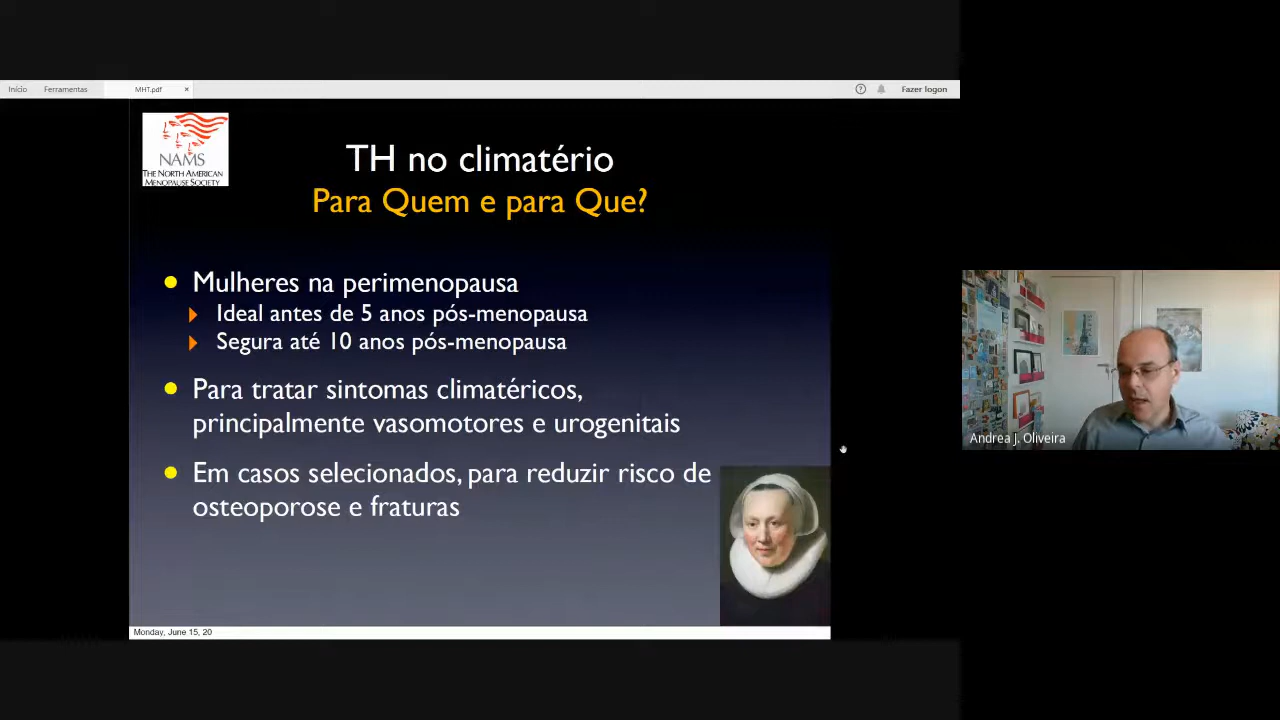 Início Ferramentas MHT.pdf × ? Fazer logon
NAMS
THE NORTH AMERICAN
MENOPAUSE SOCIETY
TH no climatério
Para Quem e para Que?
Mulheres na perimenopausa
Ideal antes de 5 anos pós-menopausa
Segura até 10 anos pós-menopausa
Para tratar sintomas climatéricos,
principalmente vasomotores e urogenitais
Em casos selecionados, para reduzir risco de
osteoporose e fraturas
Monday, June 15, 20
Andrea J. Oliveira